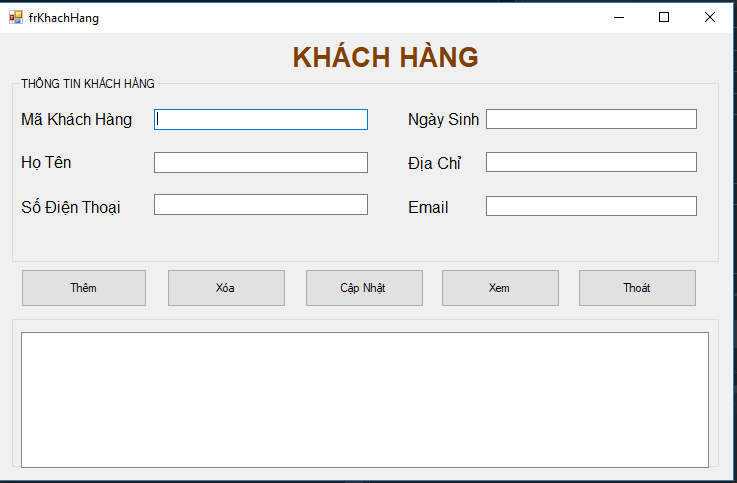 frKhachHang
KHÁCH HÀNG
THÔNG TIN KHÁCH HÀNG
Mã Khách Hàng
Ngày Sinh
Họ Tên
Địa Chỉ
Số Điện Thoại
Email
Thêm
Xóa
Cập Nhật
Xem
Thoát